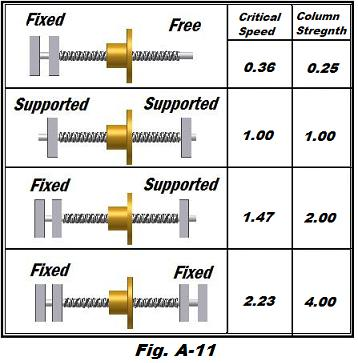 Critical Column
Speed Stregnth
Fixed Free
0.36 0.25
Supported Supported
1.00 1.00
Fixed Supported
1.47 2.00
Fixed Fixed
2.23 4.00
Fig. A-11